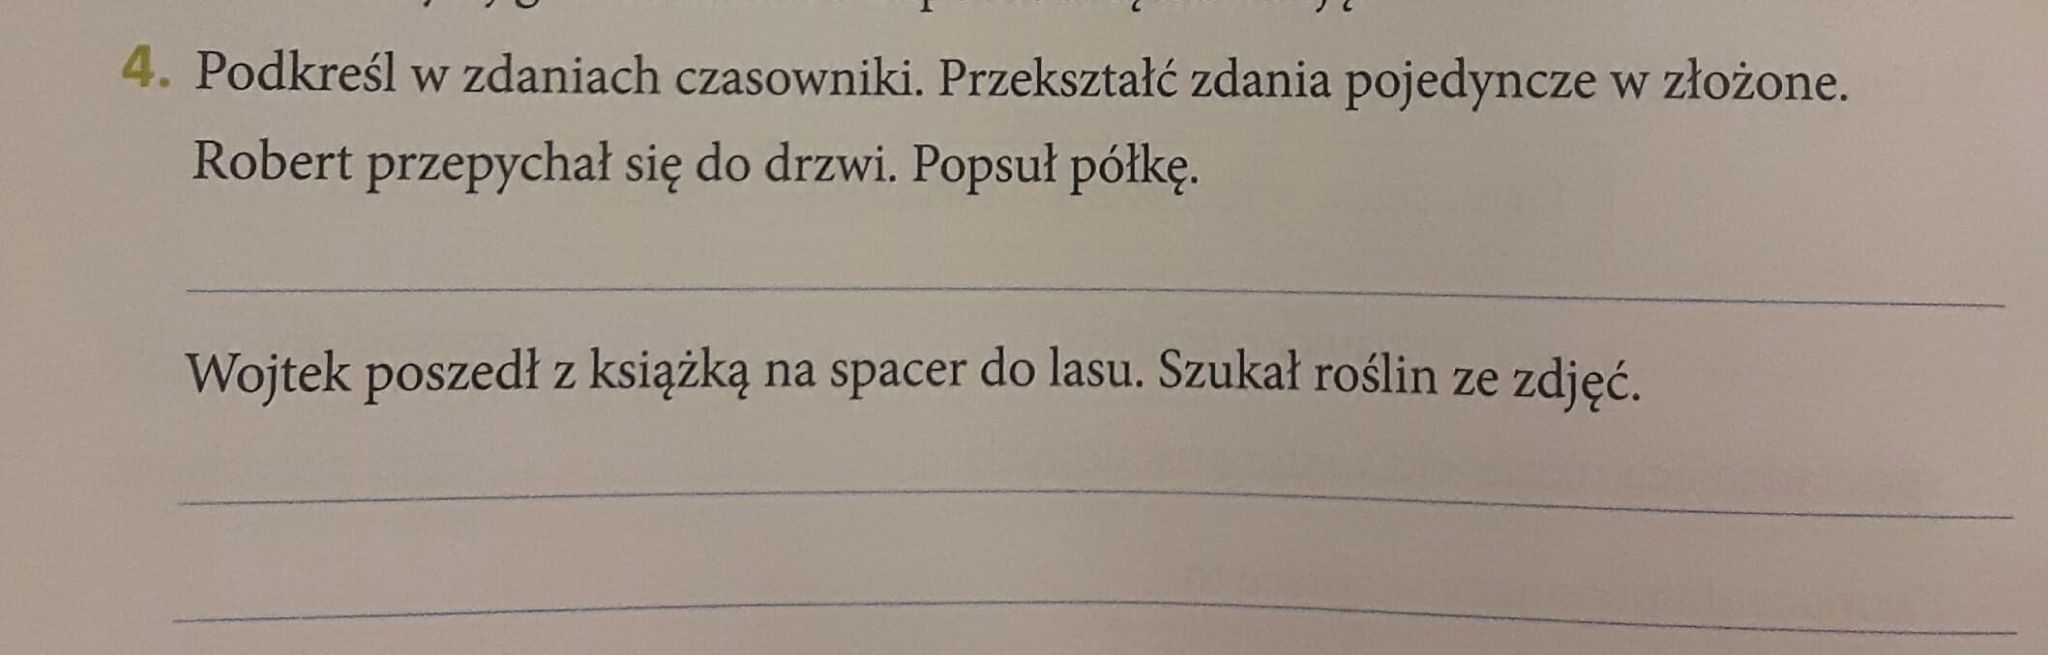 4. Podkreśl w zdaniach czasowniki. Przekształć zdania pojedyncze w złożone.
Robert przepychał się do drzwi. Popsuł półkę.
Wojtek poszedł z książką na spacer do lasu. Szukał roślin ze zdjęć.